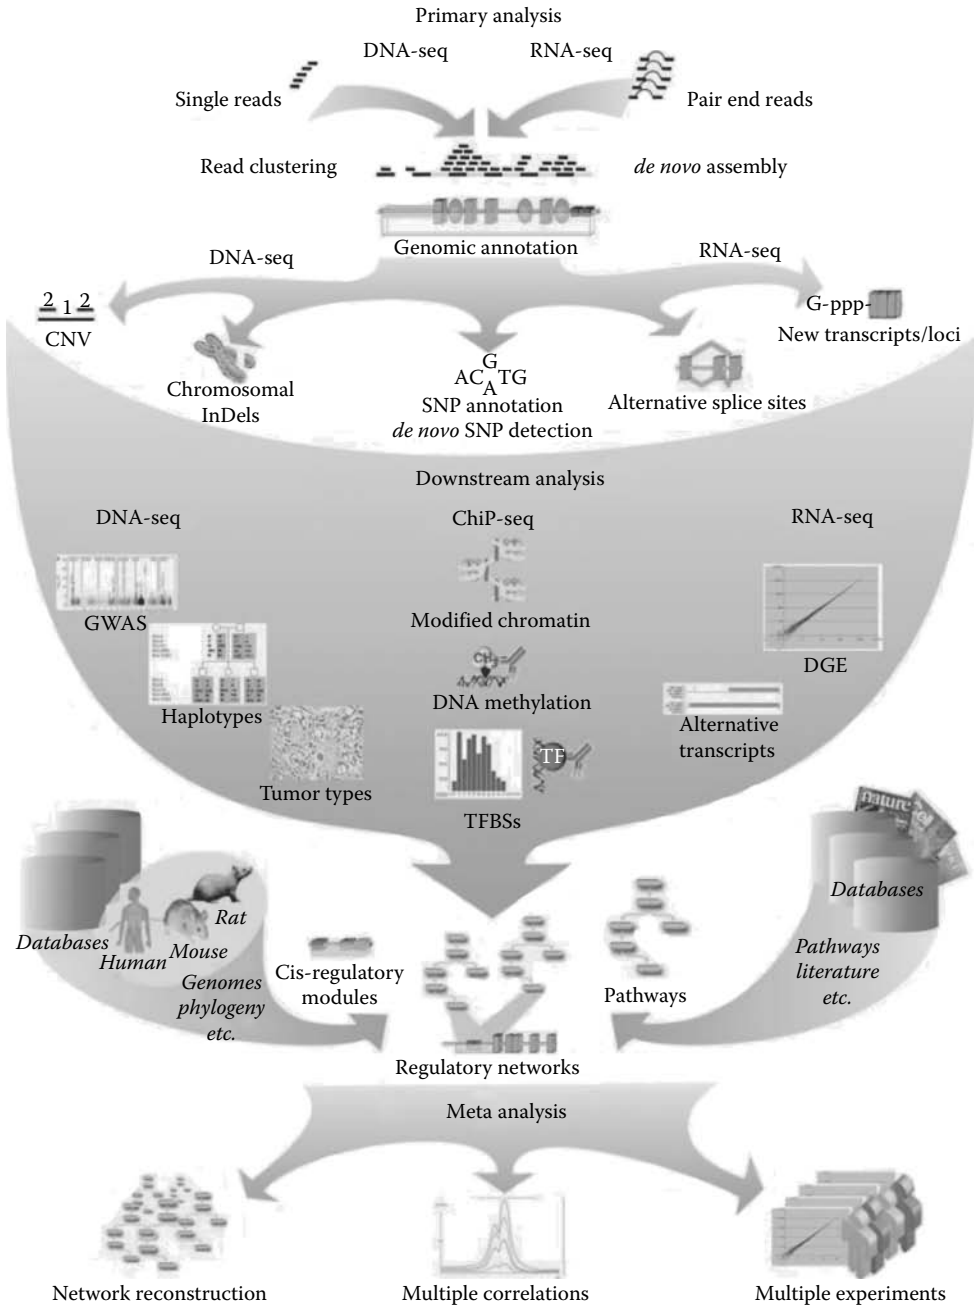 Primary analysis
DNA-seq
RNA-seq
Single reads
Pair end reads
Read clustering
de novo assembly
Genomic annotation
DNA-seq
RNA-seq
2 1 2
CNV
G-ppp-
New transcripts/loci
Chromosomal
InDels
G
AC TG
A
SNP annotation
de novo SNP detection
Alternative splice sites
Downstream analysis
DNA-seq
ChiP-seq
RNA-seq
GWAS
Modified chromatin
DGE
Haplotypes
CH3
DNA methylation
Alternative
transcripts
Tumor types
TF
TFBSs
nature
Databases
Human
Mouse
Rat
Genomes
phylogeny
etc.
Cis-regulatory
modules
Pathways
Databases
Pathways
literature
etc.
Regulatory networks
Meta analysis
Network reconstruction
Multiple correlations
Multiple experiments